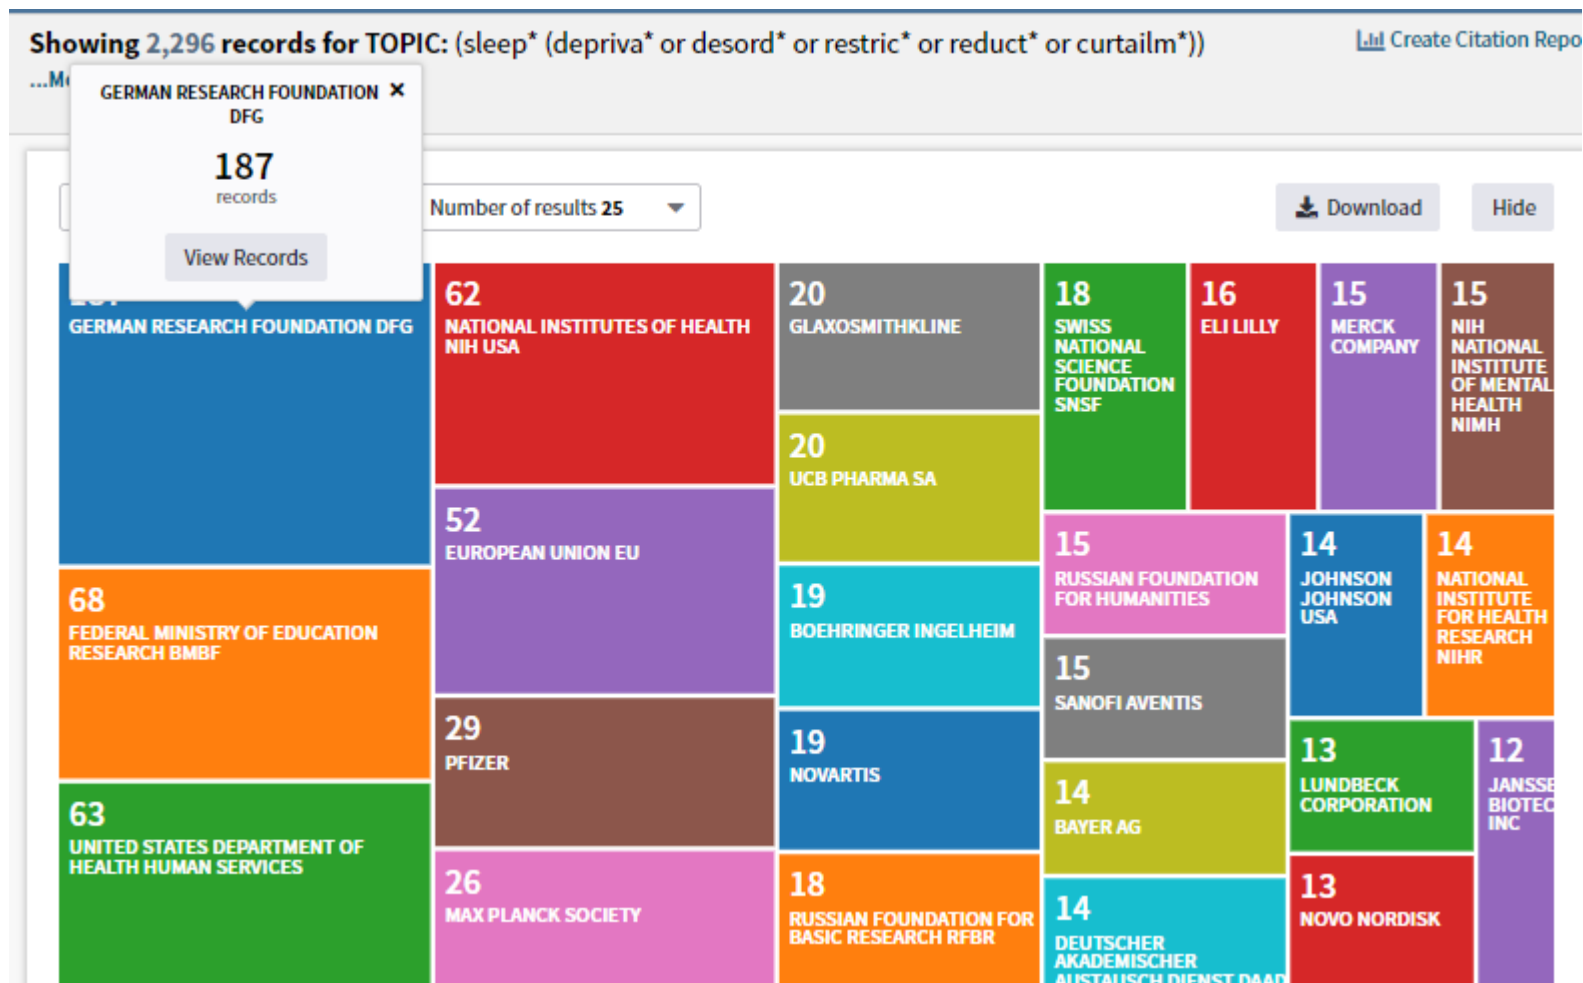 Showing 2,296 records for TOPIC: (sleep* (depriva* or desord* or restric* or reduct* or curtailm*))
Create Citation Repo
...M
GERMAN RESEARCH FOUNDATION
DFG
187
records
View Records
Number of results 25
Download
Hide
GERMAN RESEARCH FOUNDATION DFG
68
FEDERAL MINISTRY OF EDUCATION
RESEARCH BMBF
63
UNITED STATES DEPARTMENT OF
HEALTH HUMAN SERVICES
62
NATIONAL INSTITUTES OF HEALTH
NIH USA
52
EUROPEAN UNION EU
29
PFIZER
26
MAX PLANCK SOCIETY
20
GLAXOSMITHKLINE
20
UCB PHARMA SA
19
BOEHRINGER INGELHEIM
19
NOVARTIS
18
RUSSIAN FOUNDATION FOR
BASIC RESEARCH RFBR
18
SWISS
NATIONAL
SCIENCE
FOUNDATION
SNSF
16
ELI LILLY
15
MERCK
COMPANY
15
NIH
NATIONAL
INSTITUTE
OF MENTAL
HEALTH
NIMH
15
RUSSIAN FOUNDATION
FOR HUMANITIES
15
SANOFI AVENTIS
14
BAYER AG
14
DEUTSCHER
AKADEMISCHER
AUSTAUSCH DIENST DAAD
14
JOHNSON
JOHNSON
USA
14
NATIONAL
INSTITUTE
FOR HEALTH
RESEARCH
NIHR
13
LUNDBECK
CORPORATION
13
NOVO NORDISK
12
JANSSE
BIOTEC
INC